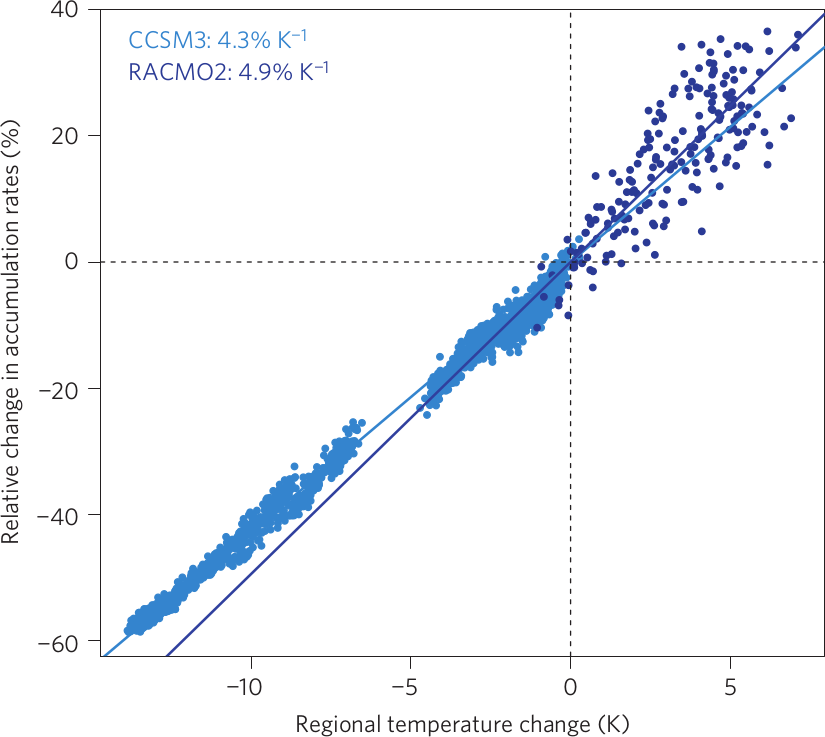 CCSM3: 4.3% K⁻¹
RACMO2: 4.9% K⁻¹
Relative change in accumulation rates (%)
40
20
0
−20
−40
−60
−10
−5
0
5
Regional temperature change (K)